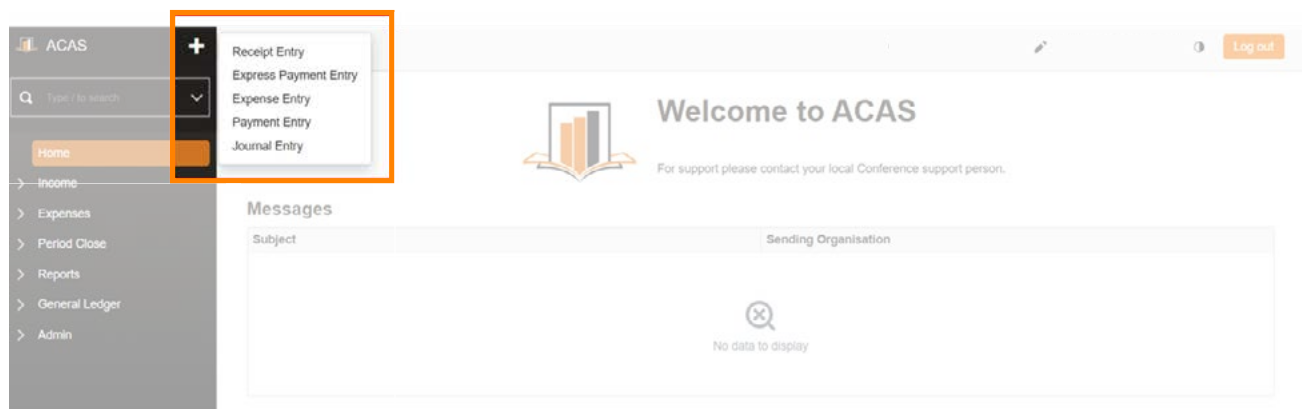 ACAS
Type / to search
Home
Income
Expenses
Period Close
Reports
General Ledger
Admin
Receipt Entry
Express Payment Entry
Expense Entry
Payment Entry
Journal Entry
Log out
Welcome to ACAS
For support please contact your local Conference support person.
Messages
Subject Sending Organisation
No data to display